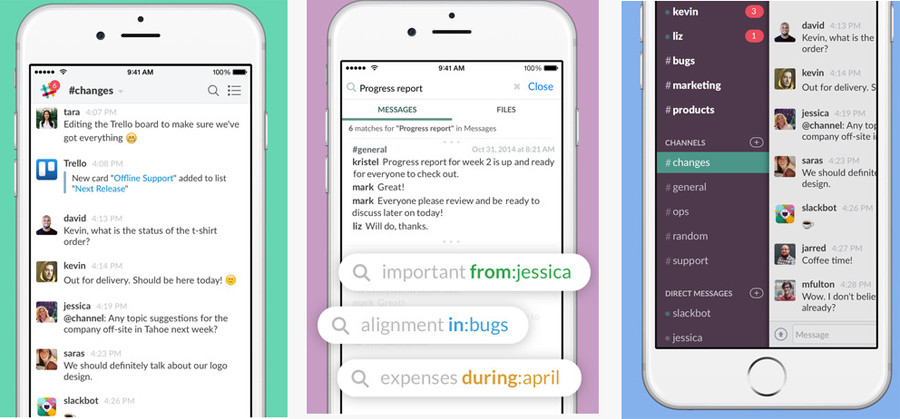 9:41 AM
100%
6
#changes
tara 4:07 PM
Editing the Trello board to make sure we've
got everything
Trello 4:08 PM
New card "Offline Support" added to list
"Next Release"
david 4:13 PM
Kevin, what is the status of the t-shirt
order?
kevin 4:14 PM
Out for delivery. Should be here today!
jessica 4:19 PM
@channel: Any topic suggestions for the
company off-site in Tahoe next week?
saras 4:23 PM
We should definitely talk about our logo
design.
slackbot 4:26 PM
9:41 AM
100%
Progress report
Close
MESSAGES
FILES
6 matches for "Progress report" in Messages
#general
Oct 31, 2014 at 8:21 AM
kristel Progress report for week 2 is up and ready
for everyone to check out.
mark Great!
mark Everyone please review and be ready to
discuss later on today!
liz Will do, thanks.
important from:jessica
mark Great!
alignment in:bugs
expenses during:april
kevin 3
liz 1
#bugs
#marketing
#products
CHANNELS
#changes
#general
#ops
#random
#support
DIRECT MESSAGES
slackbot
jessica
david 4:13 PM
Kevin, what is the
order?
kevin 4:14 PM
Out for delivery.
jessica 4:19 PM
@channel: Any top
company off-site i
saras 4:23 PM
We should definite
design.
slackbot 4:26 PM
jarred 4:27 PM
Coffee time!
mfulton 4:28 PM
Wow. I don't belie
Message